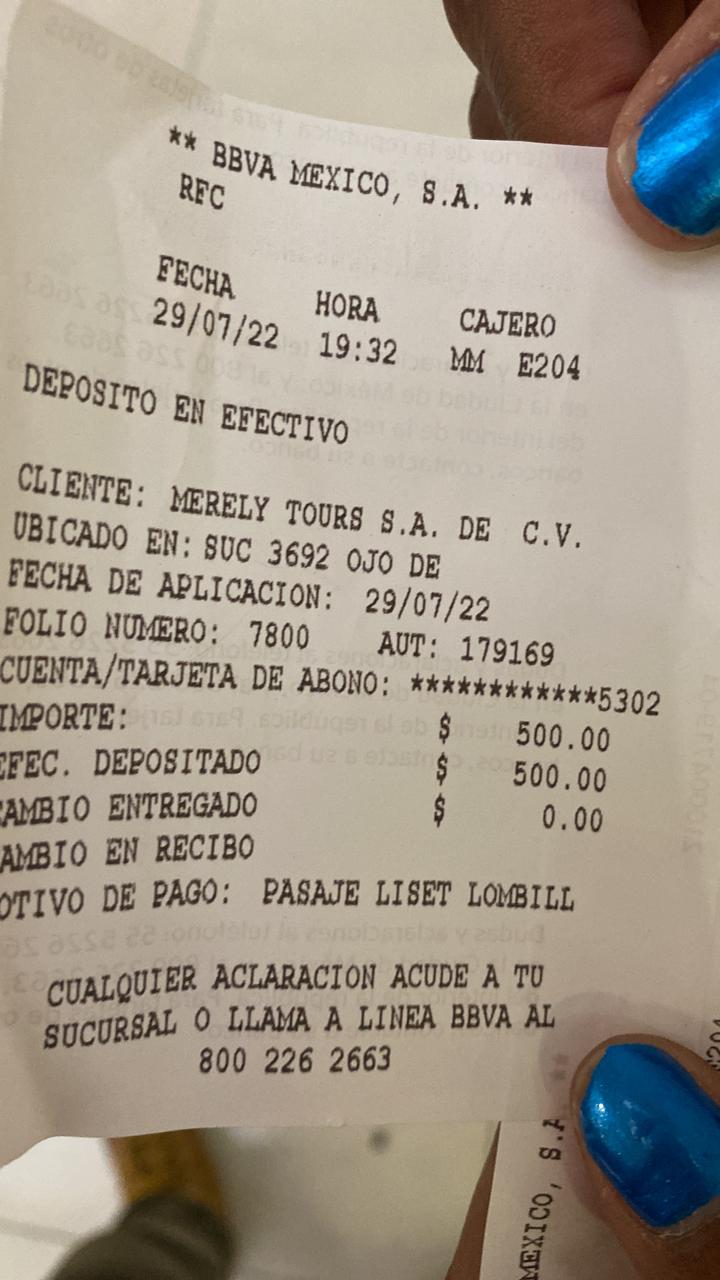 ** BBVA MEXICO, S.A. **
RFC
FECHA HORA CAJERO
29/07/22 19:32 MM E204
DEPOSITO EN EFECTIVO
CLIENTE: MERELY TOURS S.A. DE C.V.
UBICADO EN: SUC 3692 OJO DE
FECHA DE APLICACION: 29/07/22
FOLIO NUMERO: 7800 AUT: 179169
CUENTA/TARJETA DE ABONO: ************5302
IMPORTE: $ 500.00
EFEC. DEPOSITADO $ 500.00
AMBIO ENTREGADO $ 0.00
AMBIO EN RECIBO
OTIVO DE PAGO: PASAJE LISET LOMBILL
CUALQUIER ACLARACION ACUDE A TU
SUCURSAL O LLAMA A LINEA BBVA AL
800 226 2663
MEXICO, S.A **